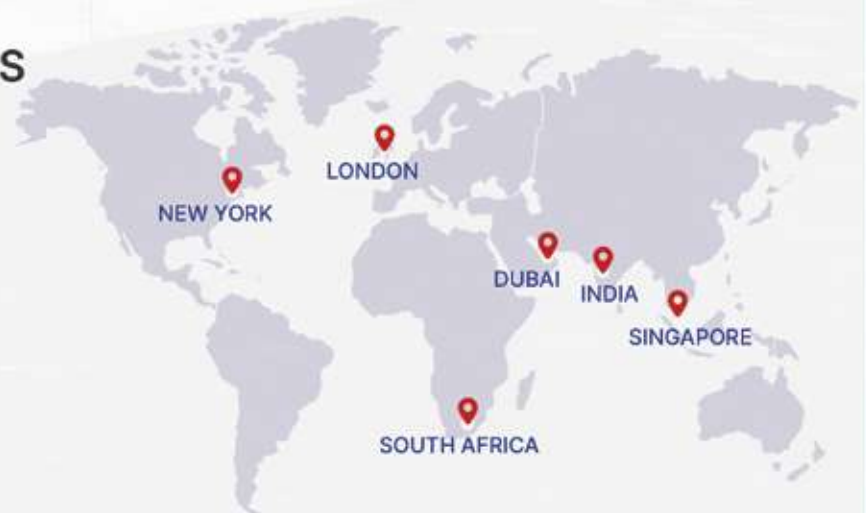 S
LONDON
NEW YORK
DUBAI
INDIA
SINGAPORE
SOUTH AFRICA